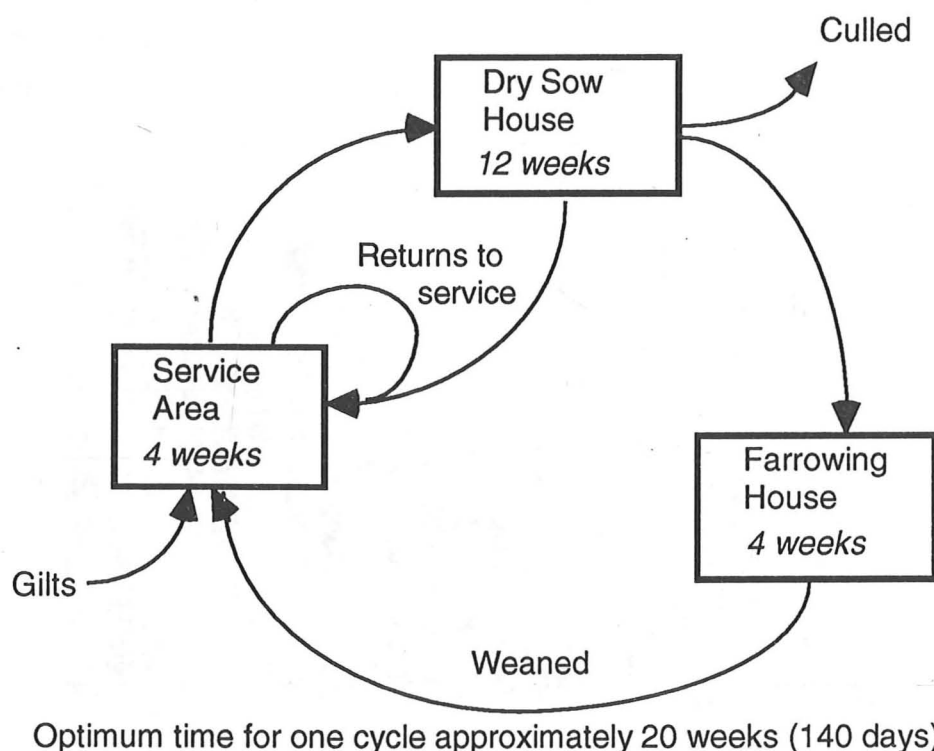 Culled
Dry Sow
House
12 weeks
Returns to
service
Service
Area
4 weeks
Farrowing
House
4 weeks
Gilts
Weaned
Optimum time for one cycle approximately 20 weeks (140 days)